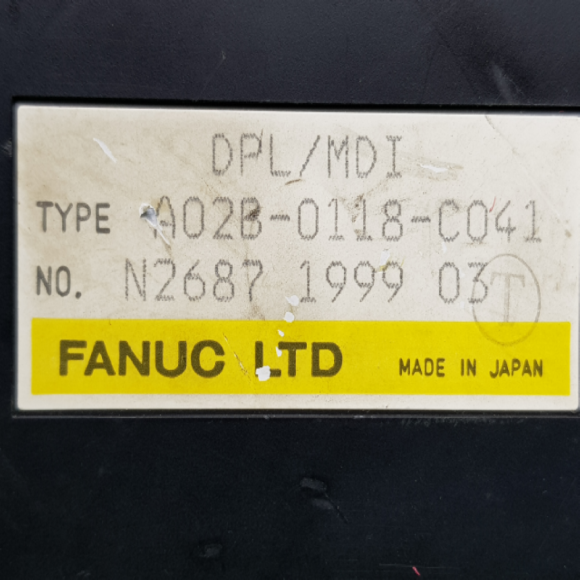 DPL/MDI
TYPE A02B-0118-C041
NO. N2687 1999 03
T
FANUC LTD MADE IN JAPAN